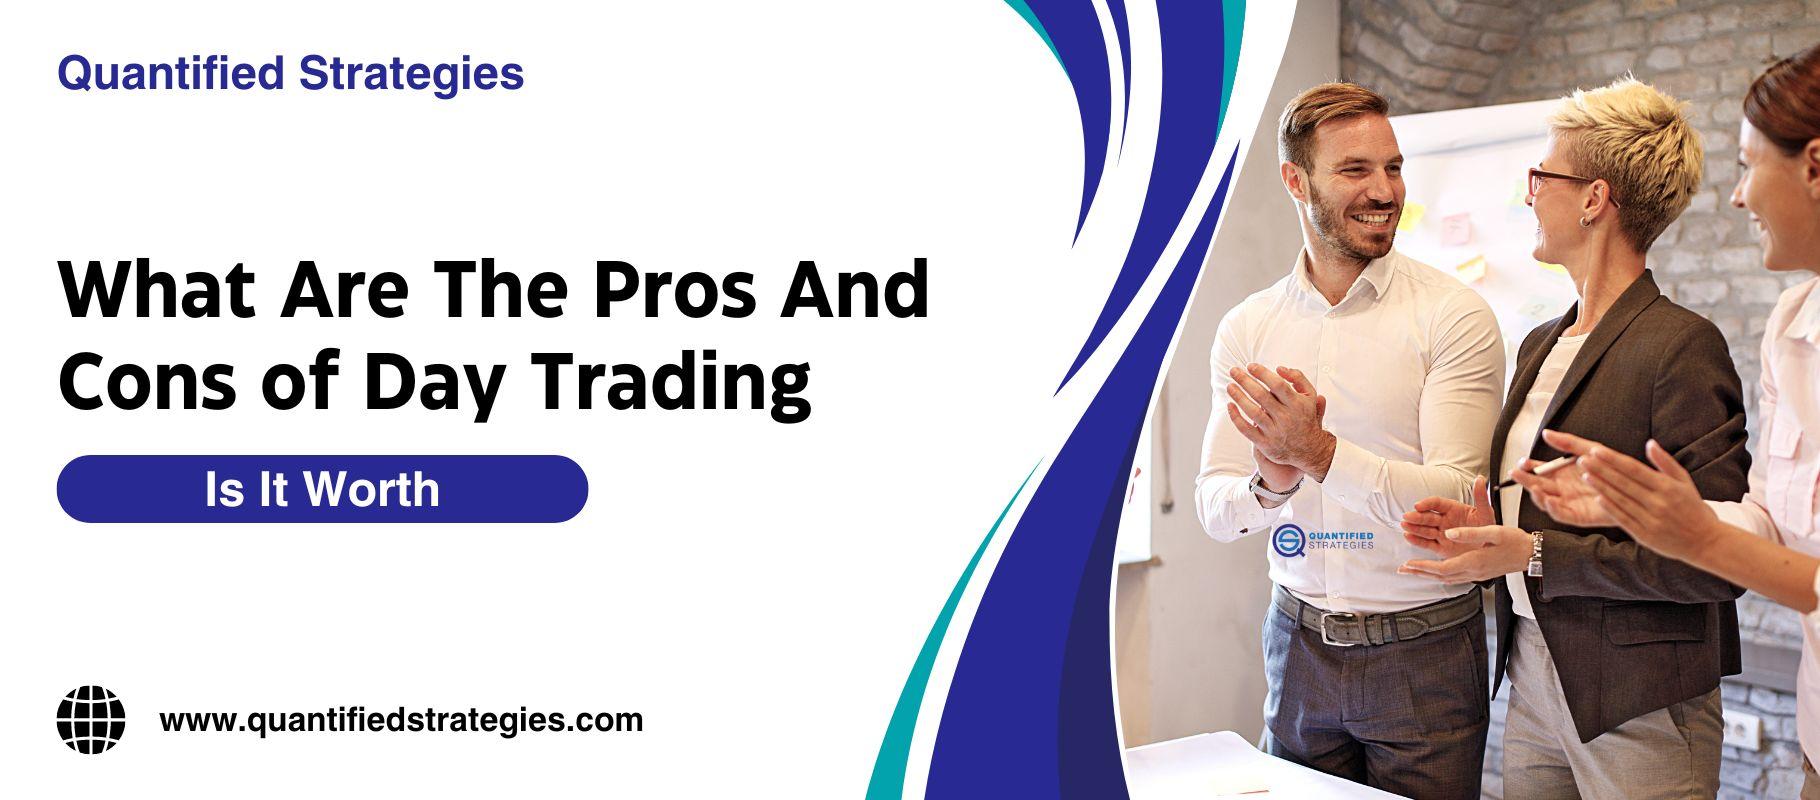 Quantified Strategies
What Are The Pros And
Cons of Day Trading
Is It Worth
www.quantifiedstrategies.com
QUANTIFIED
STRATEGIES